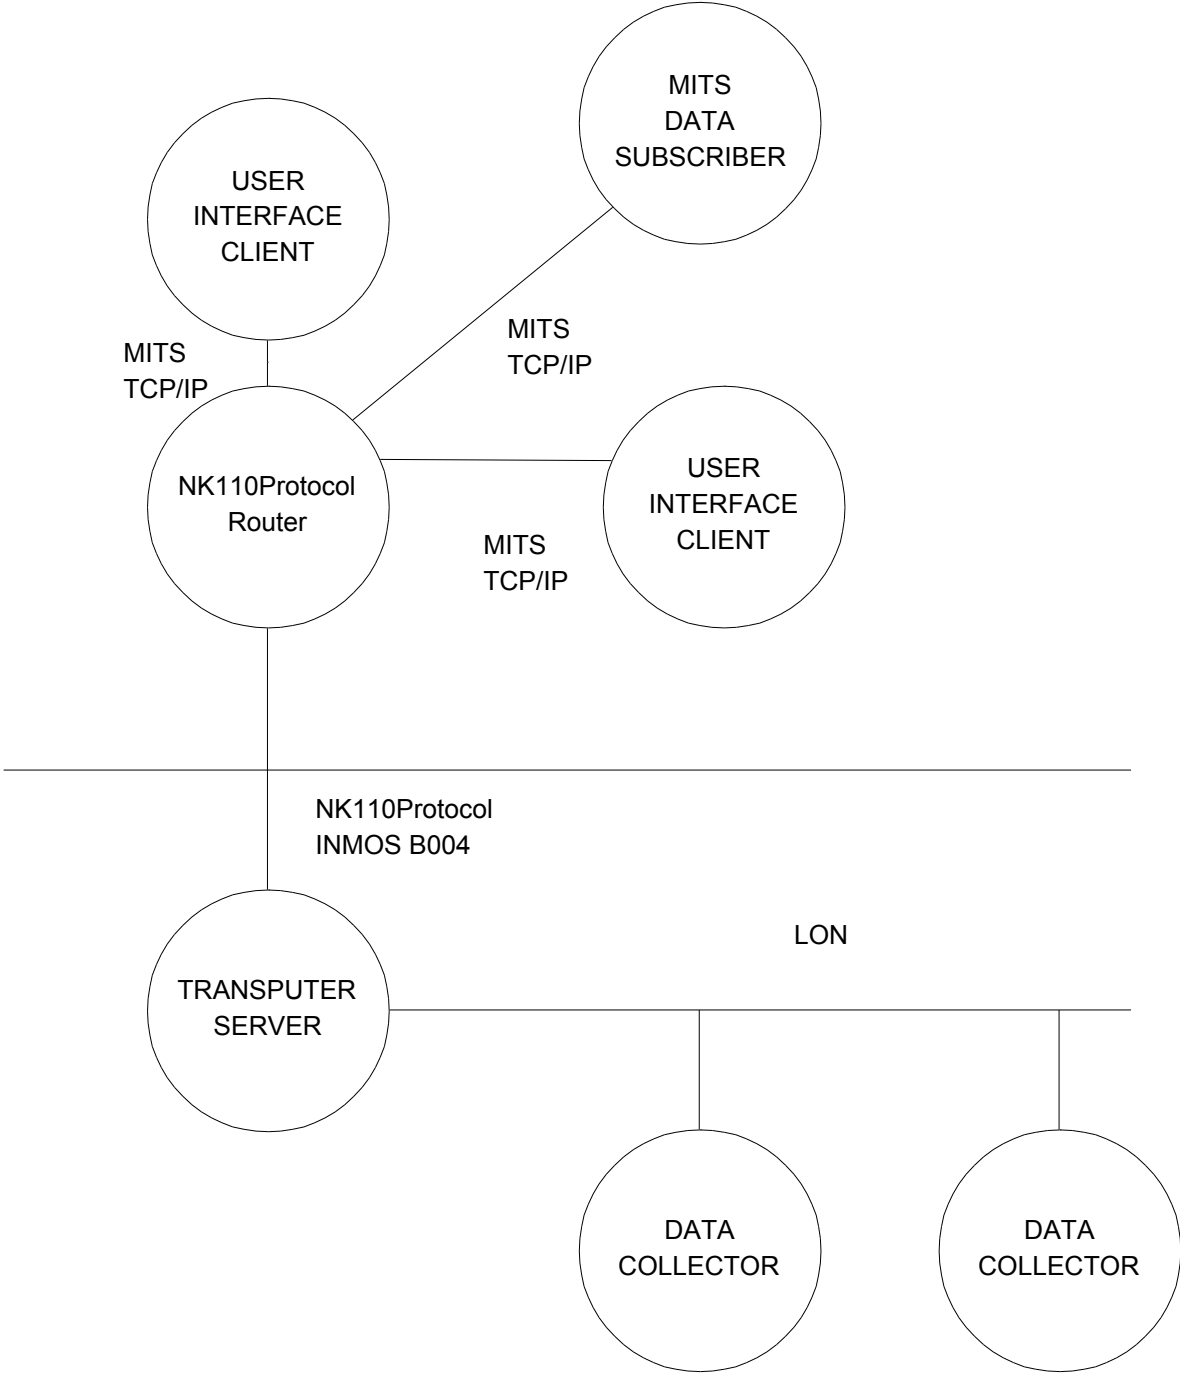 MITS
DATA
SUBSCRIBER
USER
INTERFACE
CLIENT
MITS
TCP/IP
MITS
TCP/IP
NK110Protocol
Router
USER
INTERFACE
CLIENT
MITS
TCP/IP
NK110Protocol
INMOS B004
LON
TRANSPUTER
SERVER
DATA
COLLECTOR
DATA
COLLECTOR